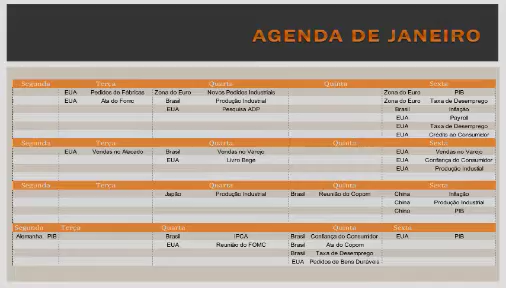 AGENDA DE JANEIRO
Segunda Terça Quarta Quinta Sexta
EUA Pedidos de Fábricas Zona do Euro Novos Pedidos Industriais Zona do Euro PIB
EUA Ata do Fomc Brasil Produção Industrial Zona do Euro Taxa de Desemprego
EUA Pesquisa ADP Brasil Inflação
EUA Payroll
EUA Taxa de Desemprego
EUA Crédito ao Consumidor
Segunda Terça Quarta Quinta Sexta
EUA Vendas no Atacado Brasil Vendas no Varejo EUA Vendas no Varejo
EUA Livro Bege EUA Confiança do Consumidor
EUA Produção Industrial
Segunda Terça Quarta Quinta Sexta
Japão Produção Industrial Brasil Reunião do Copom China Inflação
China Produção Industrial
China PIB
Segunda Terça Quarta Quinta Sexta
Alemanha PIB Brasil IPCA Brasil Confiança do Consumidor EUA PIB
EUA Reunião do FOMC Brasil Ata do Copom
Brasil Taxa de Desemprego
EUA Pedidos de Bens Duráveis